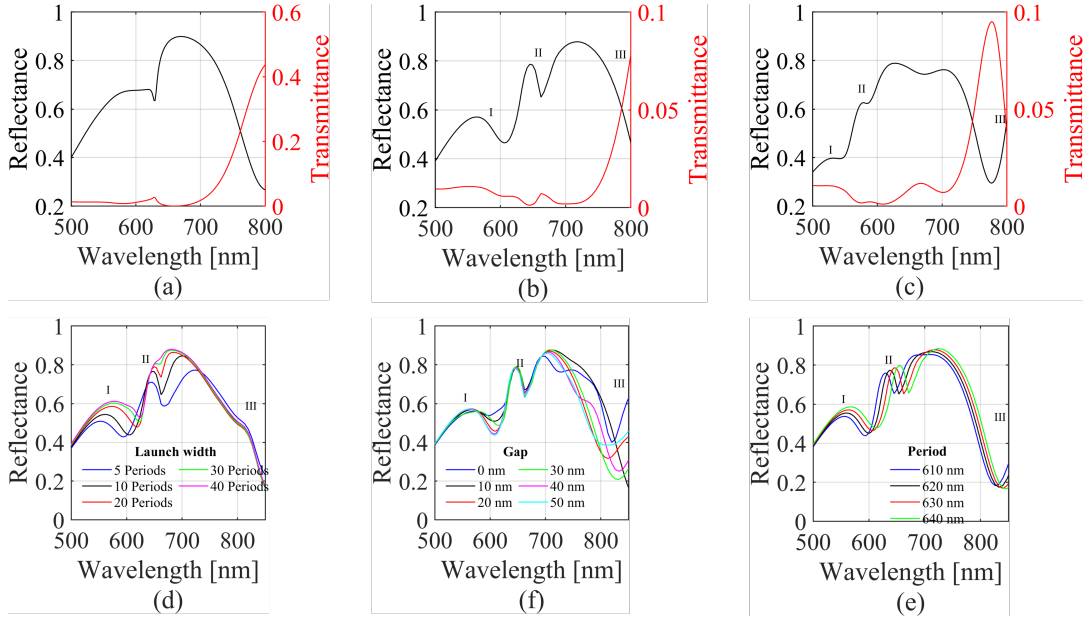 1
0.8
0.6
0.4
0.2
Reflectance
0.6
0.4
0.2
0
Transmittance
500 600 700 800
Wavelength [nm]
(a)
1
0.8
0.6
0.4
0.2
Reflectance
I
II
III
0.1
0.05
0
Transmittance
500 600 700 800
Wavelength [nm]
(b)
1
0.8
0.6
0.4
0.2
Reflectance
I
II
III
0.1
0.05
0
Transmittance
500 600 700 800
Wavelength [nm]
(c)
1
0.8
0.6
0.4
0.2
0
Reflectance
I
II
III
Launch width
5 Periods
10 Periods
20 Periods
30 Periods
40 Periods
500 600 700 800
Wavelength [nm]
(d)
1
0.8
0.6
0.4
0.2
0
Reflectance
I
II
III
Gap
0 nm
10 nm
20 nm
30 nm
40 nm
50 nm
500 600 700 800
Wavelength [nm]
(f)
1
0.8
0.6
0.4
0.2
0
Reflectance
I
II
III
Period
610 nm
620 nm
630 nm
640 nm
500 600 700 800
Wavelength [nm]
(e)